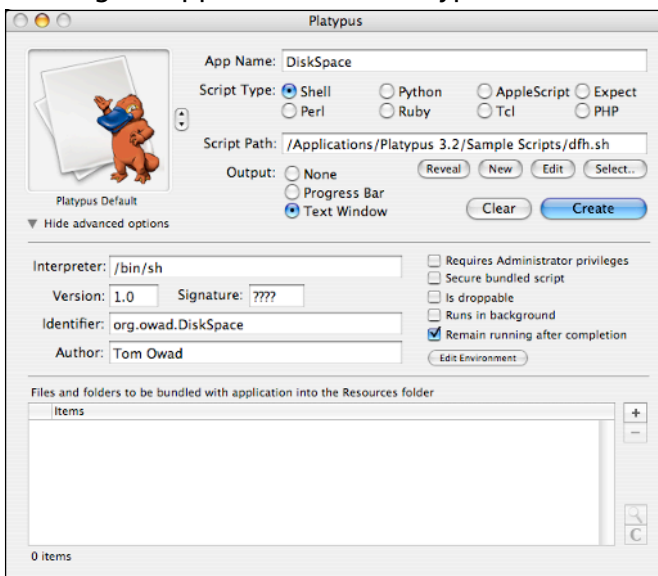 Platypus
App Name: DiskSpace
Script Type: Shell Python AppleScript Expect
Perl Ruby Tcl PHP
Script Path: /Applications/Platypus 3.2/Sample Scripts/dfh.sh
Output: None Reveal New Edit Select..
Progress Bar
Text Window Clear Create
Platypus Default
Hide advanced options
Interpreter: /bin/sh
Version: 1.0 Signature: ????
Identifier: org.owad.DiskSpace
Author: Tom Owad
Requires Administrator privileges
Secure bundled script
Is droppable
Runs in background
Remain running after completion
Edit Environment
Files and folders to be bundled with application into the Resources folder
Items
+
−
C
0 items